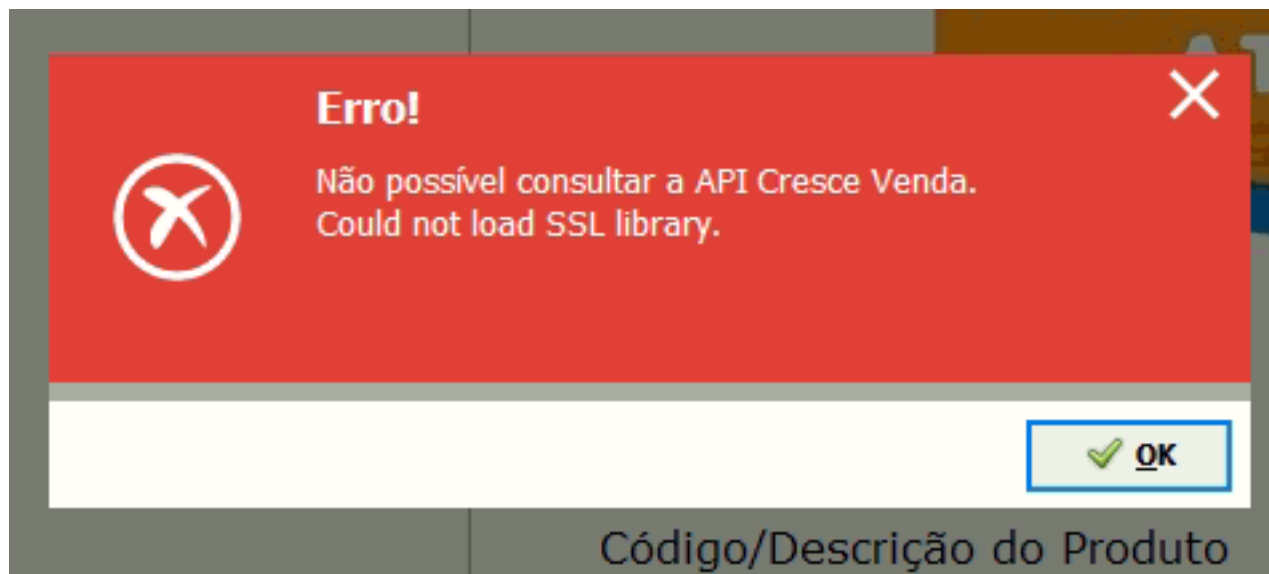 Erro!
Não possível consultar a API Cresce Venda.
Could not load SSL library.
OK
Código/Descrição do Produto